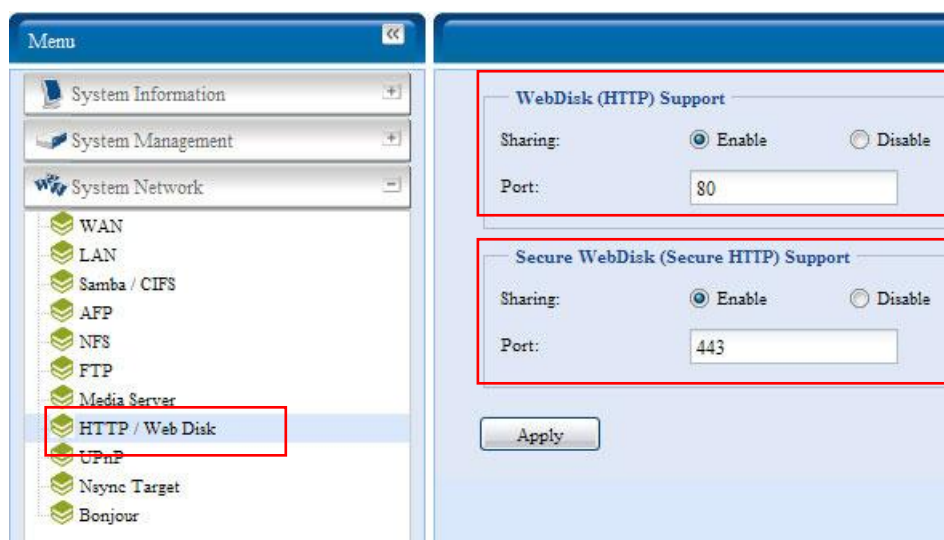 Menu
System Information
System Management
System Network
WAN
LAN
Samba / CIFS
AFP
NFS
FTP
Media Server
HTTP / Web Disk
UPnP
Nsync Target
Bonjour
WebDisk (HTTP) Support
Sharing: Enable Disable
Port: 80
Secure WebDisk (Secure HTTP) Support
Sharing: Enable Disable
Port: 443
Apply